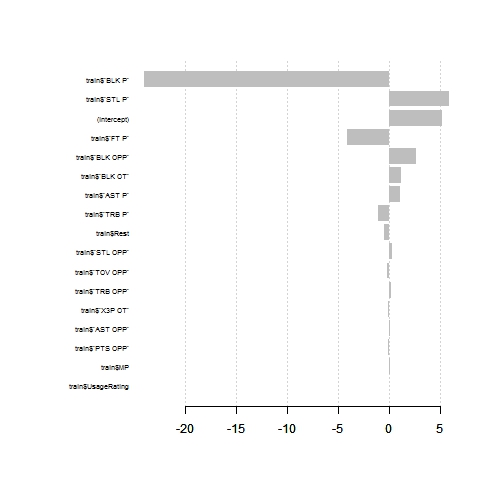 train$`BLK P`
train$`STL P`
(Intercept)
train$`FT P`
train$`BLK OPP`
train$`BLK OT`
train$`AST P`
train$`TRB P`
train$Rest
train$`STL OPP`
train$`TOV OPP`
train$`TRB OPP`
train$`X3P OT`
train$`AST OPP`
train$`PTS OPP`
train$MP
train$UsageRating
-20 -15 -10 -5 0 5